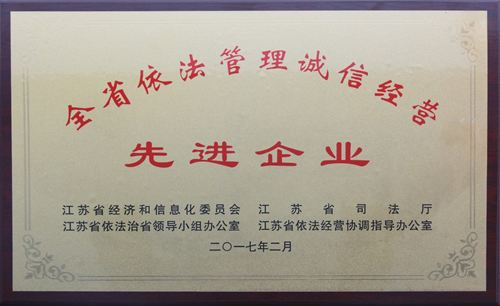 全省依法管理诚信经营
先进企业
江苏省经济和信息化委员会 江苏省司法厅
江苏省依法治省领导小组办公室 江苏省依法经营协调指导办公室
二〇一七年二月